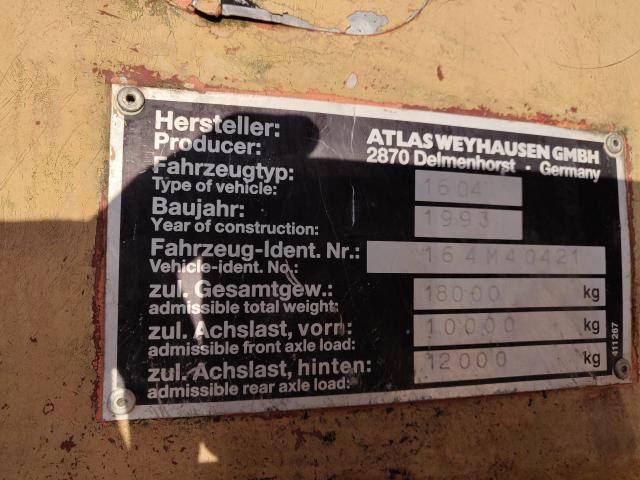 Hersteller:
Producer:
ATLAS WEYHAUSEN GMBH
2870 Delmenhorst · Germany
Fahrzeugtyp: 1604
Type of vehicle:
Baujahr: 1993
Year of construction:
Fahrzeug-Ident. Nr.: 164M40421
Vehicle-ident. No.:
zul. Gesamtgew.: 18000 kg
admissible total weight:
zul. Achslast, vorn: 10000 kg
admissible front axle load:
zul. Achslast, hinten: 12000 kg
admissible rear axle load:
411267